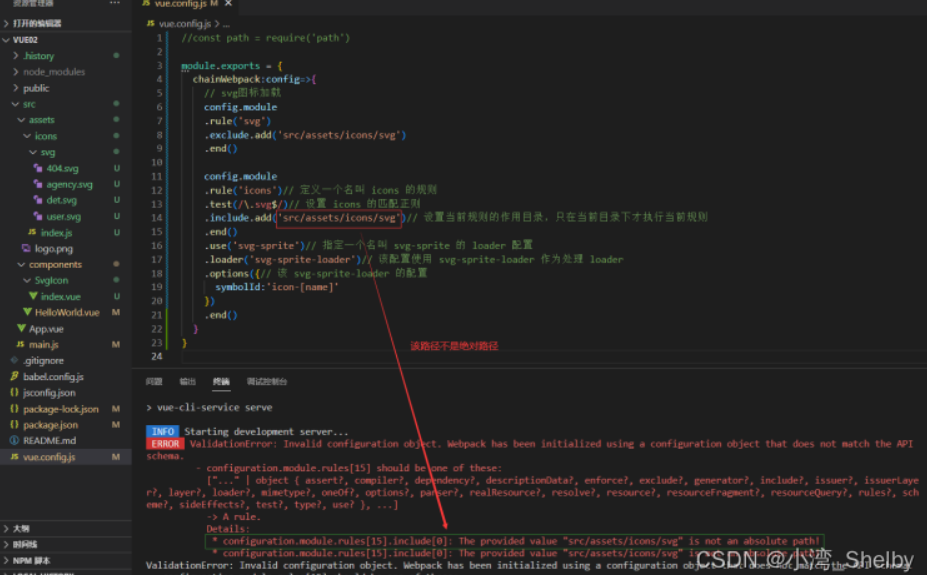 资源管理器 ...
JS vue.config.js M ×
> 打开的编辑器
VUE02
> .history
> node_modules
> public
src
assets
icons
svg
404.svg U
agency.svg U
det.svg U
user.svg U
JS index.js U
logo.png
components
SvgIcon
index.vue U
HelloWorld.vue M
App.vue
JS main.js M
.gitignore
babel.config.js
{} jsconfig.json
{} package-lock.json M
{} package.json M
README.md
JS vue.config.js M
> 大纲
> 时间线
> NPM 脚本
JS vue.config.js > ...
1 //const path = require('path')
2
3 module.exports = {
4 chainWebpack:config=>{
5 // svg图标加载
6 config.module
7 .rule('svg')
8 .exclude.add('src/assets/icons/svg')
9 .end()
10
11 config.module
12 .rule('icons')// 定义一个名叫 icons 的规则
13 .test(/\.svg$/)// 设置 icons 的匹配正则
14 .include.add('src/assets/icons/svg')// 设置当前规则的作用目录，只在当前目录下才执行当前规则
15 .end()
16 .use('svg-sprite')// 指定一个名叫 svg-sprite 的 loader 配置
17 .loader('svg-sprite-loader')// 该配置使用 svg-sprite-loader 作为处理 loader
18 .options({// 该 svg-sprite-loader 的配置
19 symbolId:'icon-[name]'
20 })
21 .end()
22 }
23 }
24
该路径不是绝对路径
问题 输出 终端 调试控制台
> vue-cli-service serve
INFO Starting development server...
ERROR ValidationError: Invalid configuration object. Webpack has been initialized using a configuration object that does not match the API
schema.
- configuration.module.rules[15] should be one of these:
["..." | object { assert?, compiler?, dependency?, descriptionData?, enforce?, exclude?, generator?, include?, issuer?, issuerLaye
r?, layer?, loader?, mimetype?, oneOf?, options?, parser?, realResource?, resolve?, resource?, resourceFragment?, resourceQuery?, rules?, sch
eme?, sideEffects?, test?, type?, use? }, ...]
-> A rule.
Details:
* configuration.module.rules[15].include[0]: The provided value "src/assets/icons/svg" is not an absolute path!
* configuration.module.rules[15].include[0]: The provided value "src/assets/icons/svg" is
ValidationError: Invalid configuration object. Webpack has been initialized using a configuration object
CSDN @小弯_Shelby